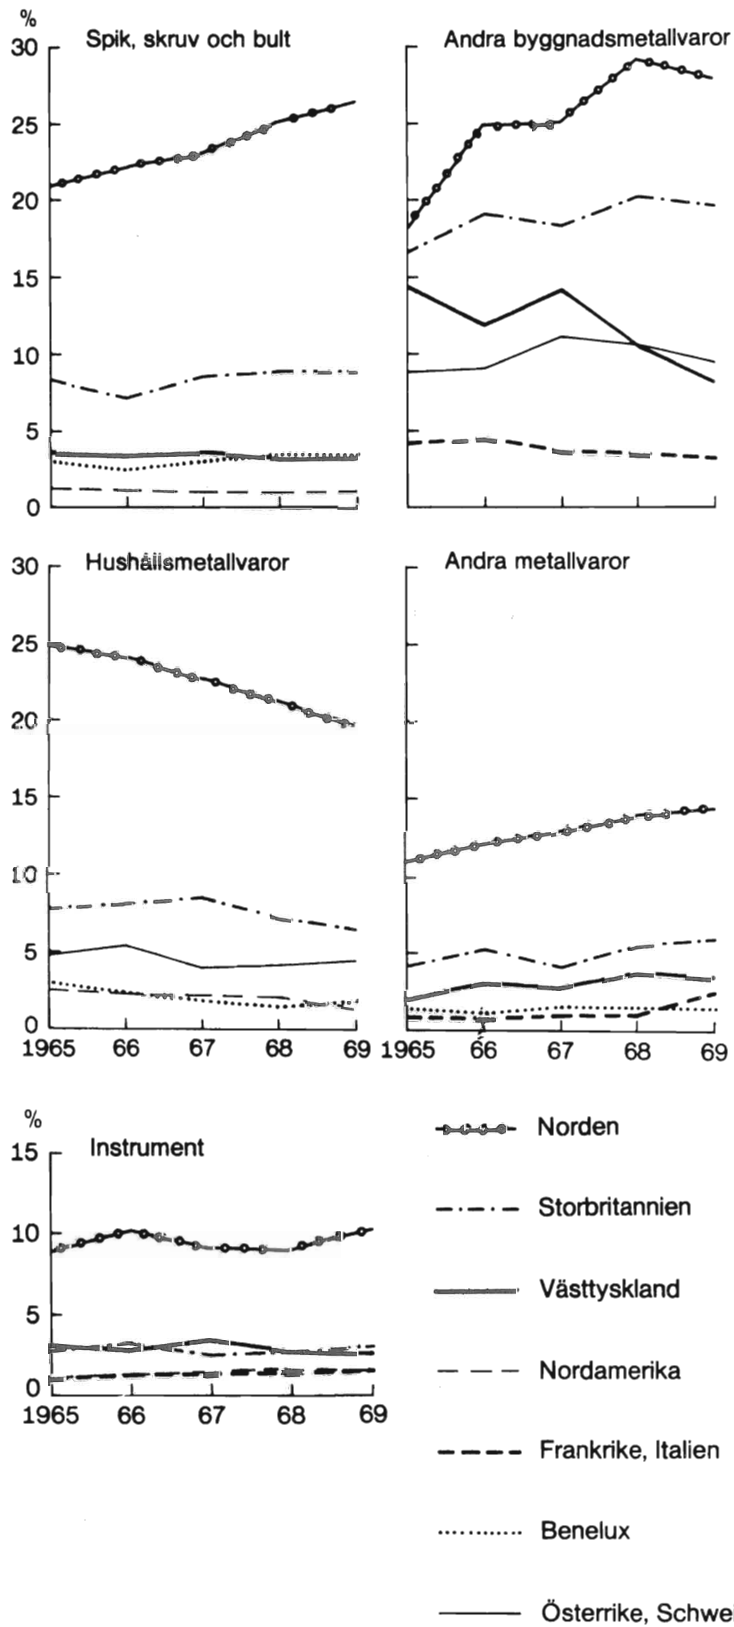 %
30
25
20
15
10
5
0
Spik, skruv och bult
Andra byggnadsmetallvaror
30
25
20
15
10
5
0
Hushållsmetallvaror
1965 66 67 68 69
Andra metallvaror
1965 66 67 68 69
%
15
10
5
0
Instrument
1965 66 67 68 69
Norden
Storbritannien
Västtyskland
Nordamerika
Frankrike, Italien
Benelux
Österrike, Schwei